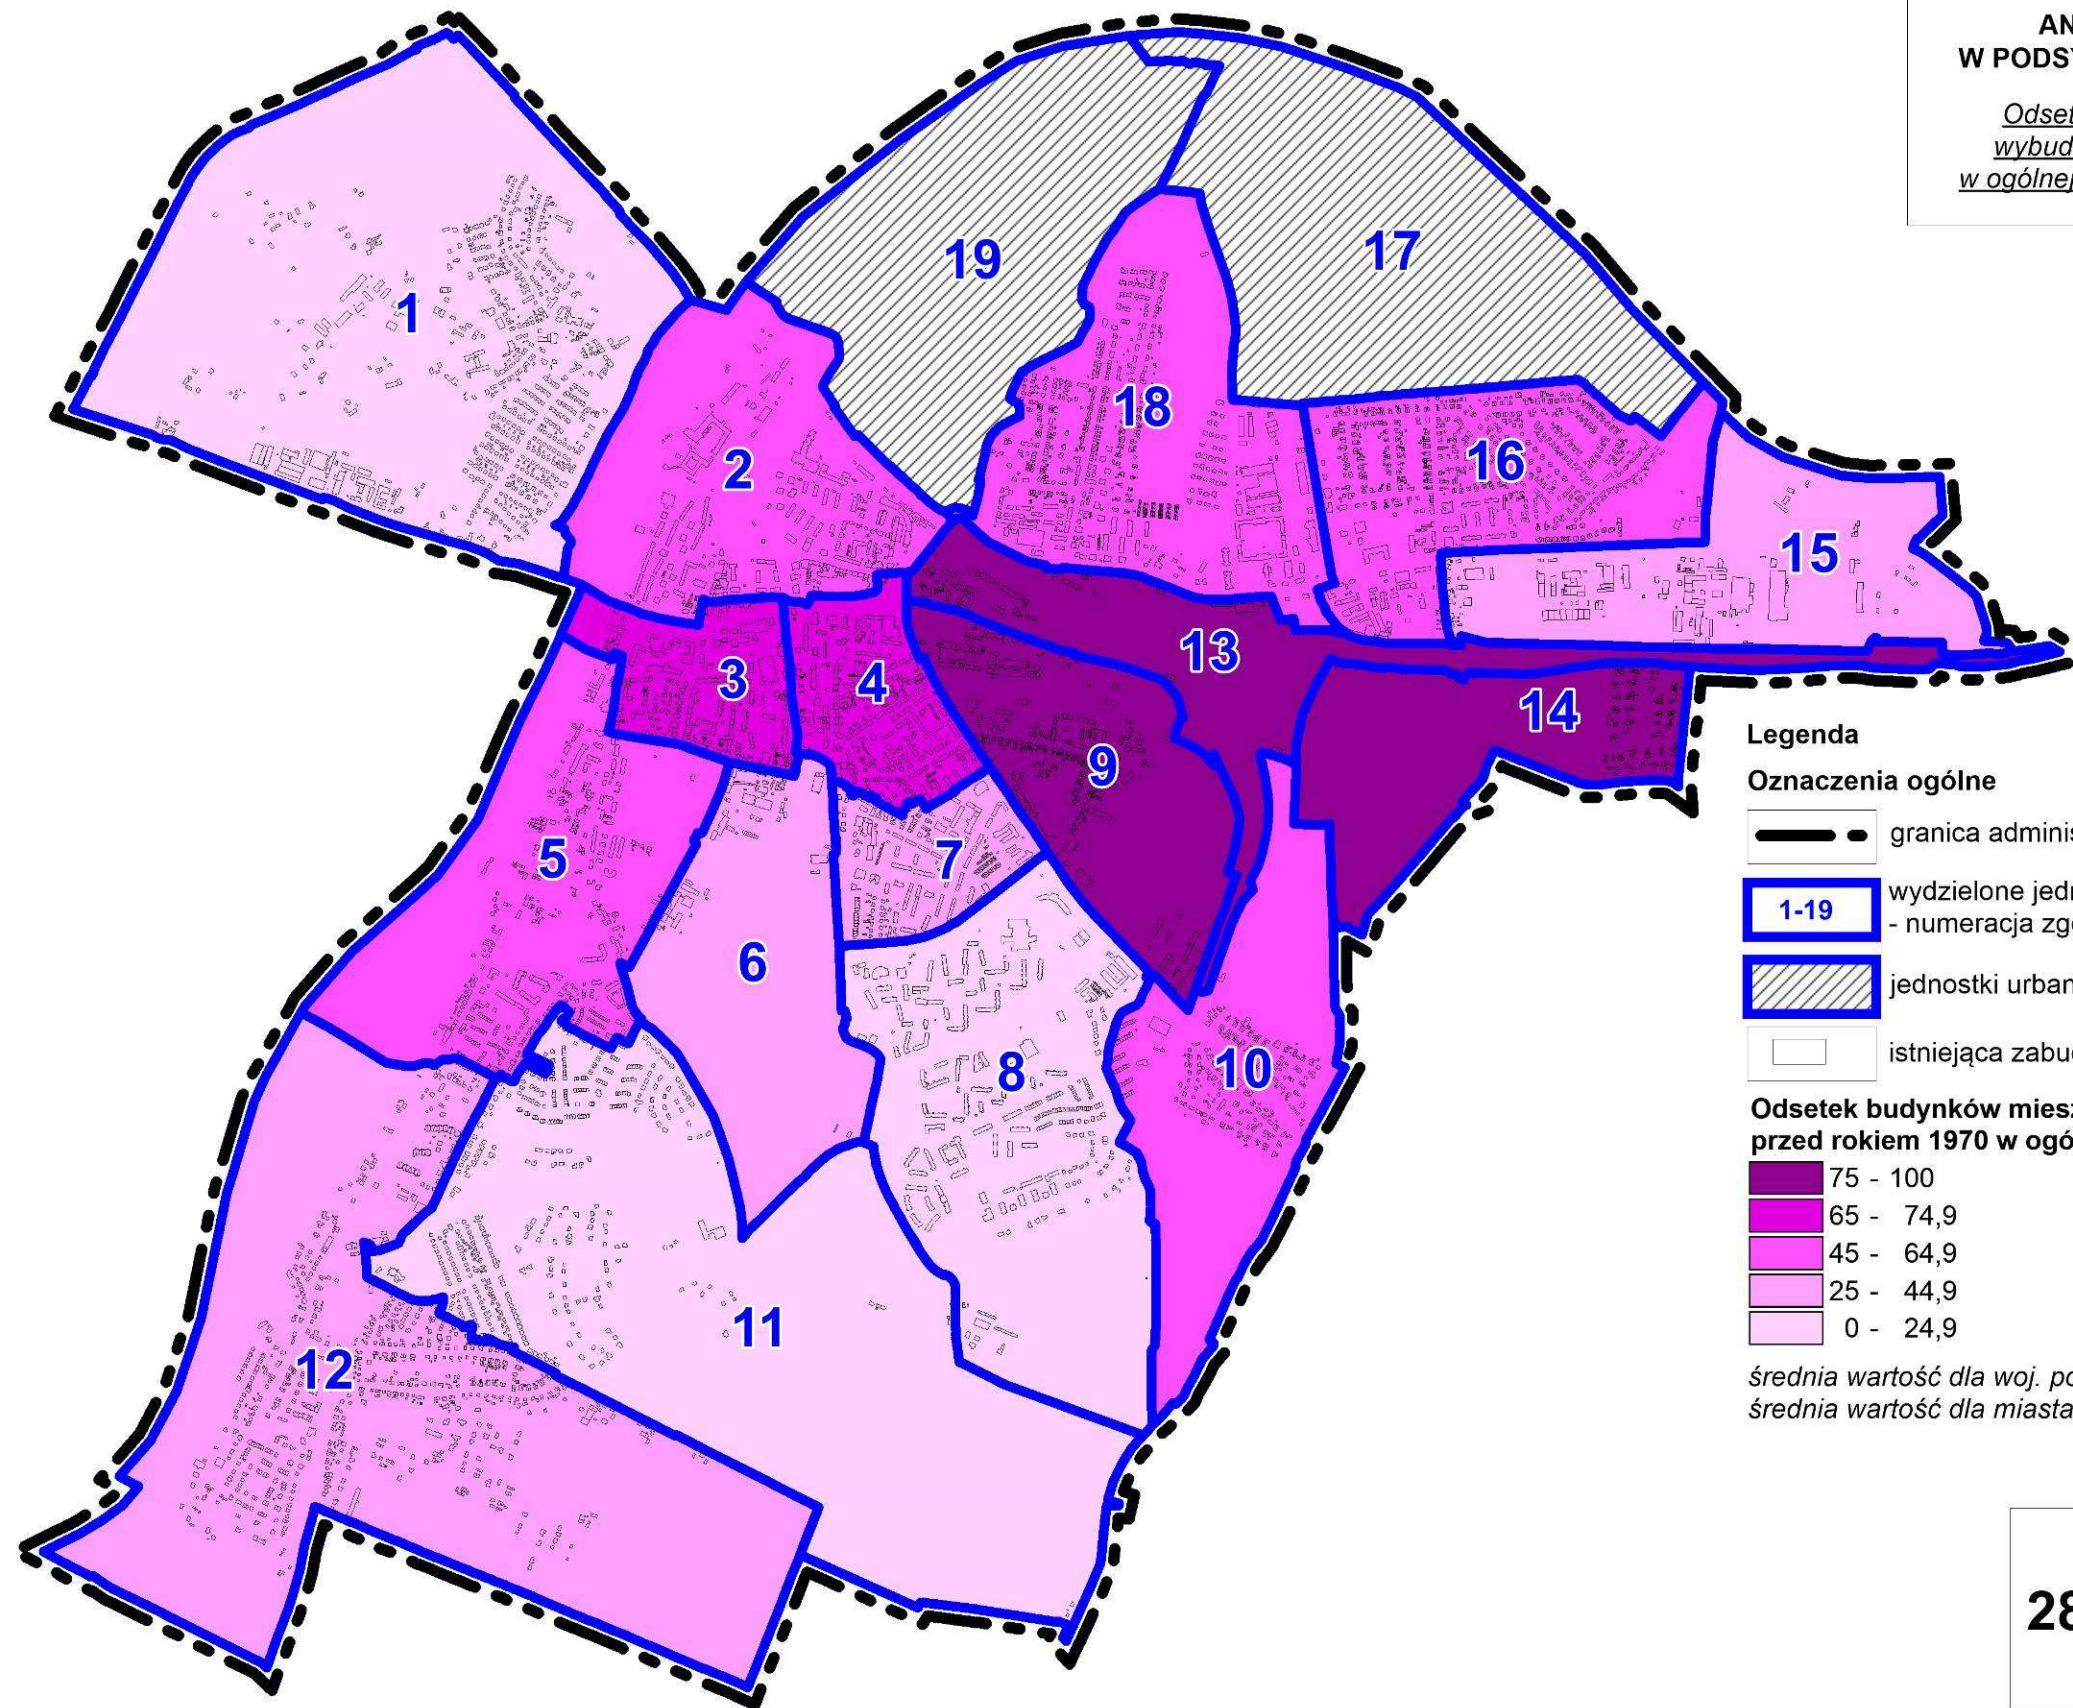 AN
W PODSY
Odset
wybud
w ogólnej
19
17
1
18
2
16
15
13
3
4
14
9
5
7
6
8
10
11
12
Legenda
Oznaczenia ogólne
granica adminis
1-19
wydzielone jedn
- numeracja zgo
jednostki urban
istniejąca zabud
Odsetek budynków miesz
przed rokiem 1970 w ogó
75 - 100
65 - 74,9
45 - 64,9
25 - 44,9
0 - 24,9
średnia wartość dla woj. po
średnia wartość dla miasta
28